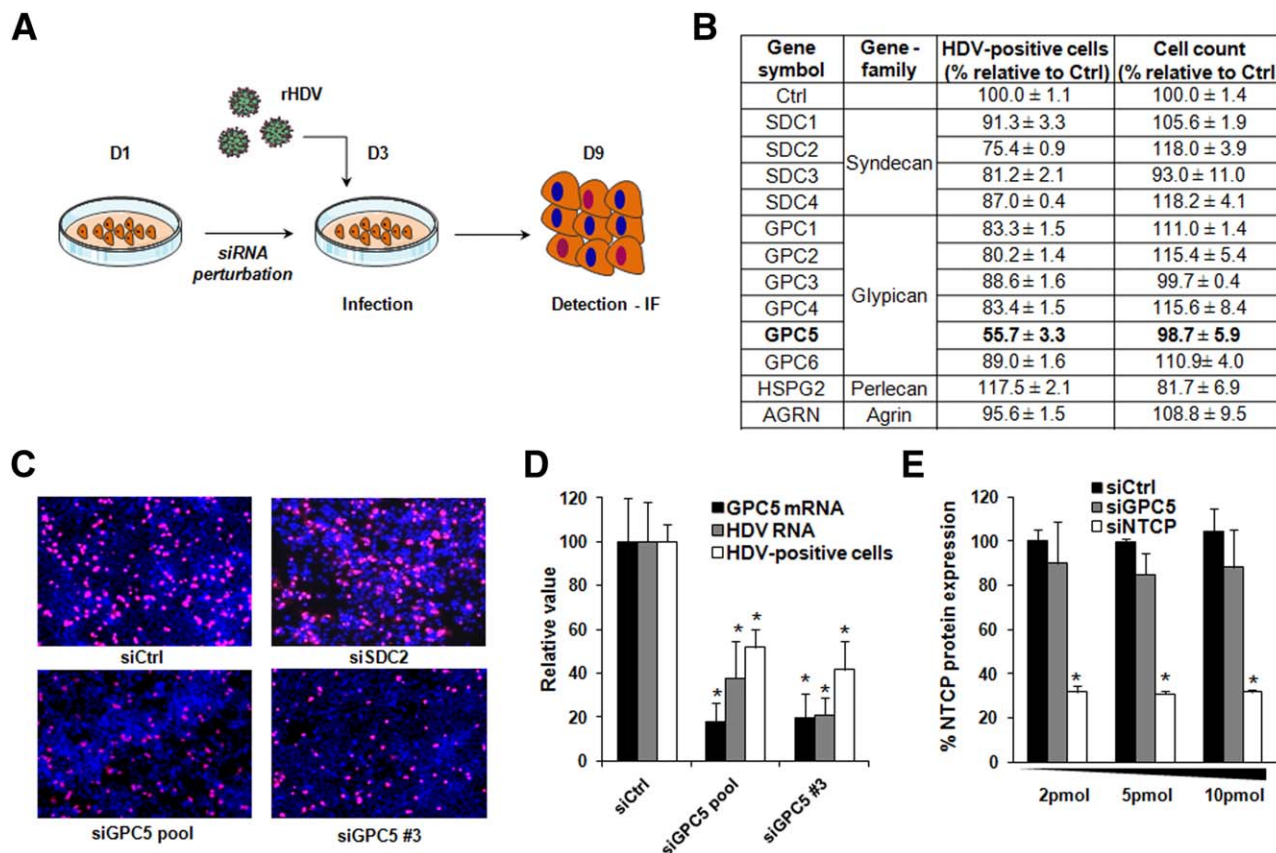 A
rHDV
D1
D3
D9
siRNA
perturbation
Infection
Detection - IF
B
Gene symbol Gene - family HDV-positive cells (% relative to Ctrl) Cell count (% relative to Ctrl
Ctrl 100.0 ± 1.1 100.0 ± 1.4
SDC1 Syndecan 91.3 ± 3.3 105.6 ± 1.9
SDC2 75.4 ± 0.9 118.0 ± 3.9
SDC3 81.2 ± 2.1 93.0 ± 11.0
SDC4 87.0 ± 0.4 118.2 ± 4.1
GPC1 Glypican 83.3 ± 1.5 111.0 ± 1.4
GPC2 80.2 ± 1.4 115.4 ± 5.4
GPC3 88.6 ± 1.6 99.7 ± 0.4
GPC4 83.4 ± 1.5 115.6 ± 8.4
GPC5 55.7 ± 3.3 98.7 ± 5.9
GPC6 89.0 ± 1.6 110.9± 4.0
HSPG2 Perlecan 117.5 ± 2.1 81.7 ± 6.9
AGRN Agrin 95.6 ± 1.5 108.8 ± 9.5
C
siCtrl
siSDC2
siGPC5 pool
siGPC5 #3
D
Relative value
120
100
80
60
40
20
0
GPC5 mRNA
HDV RNA
HDV-positive cells
* * *
* * *
siCtrl
siGPC5 pool
siGPC5 #3
E
% NTCP protein expression
120
100
80
60
40
20
0
siCtrl
siGPC5
siNTCP
* * *
2pmol 5pmol 10pmol